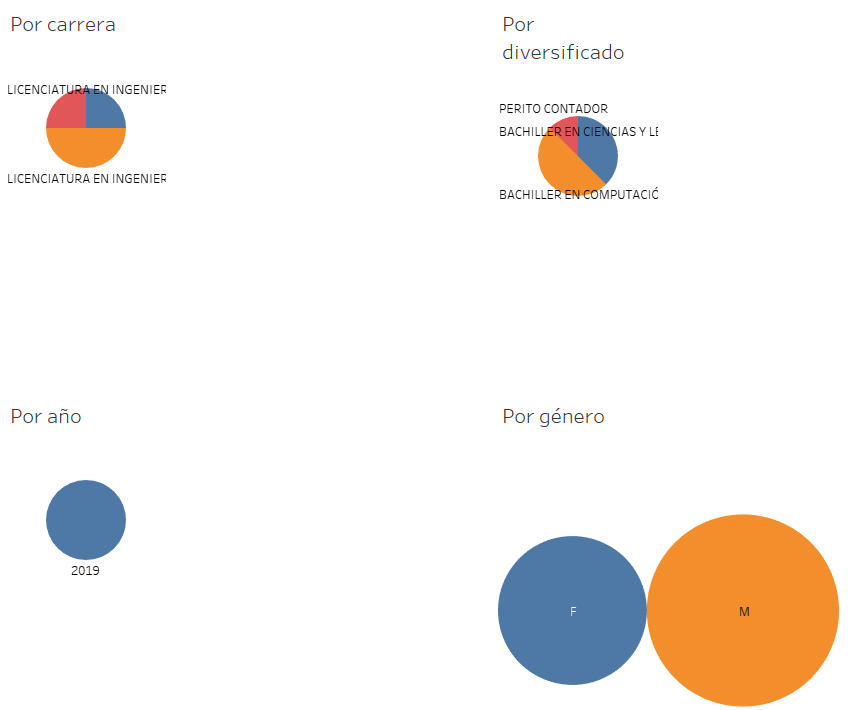 Por carrera
LICENCIATURA EN INGENIER
LICENCIATURA EN INGENIER
Por
diversificado
PERITO CONTADOR
BACHILLER EN CIENCIAS Y LE
BACHILLER EN COMPUTACIÓ
Por año
2019
Por género
F
M